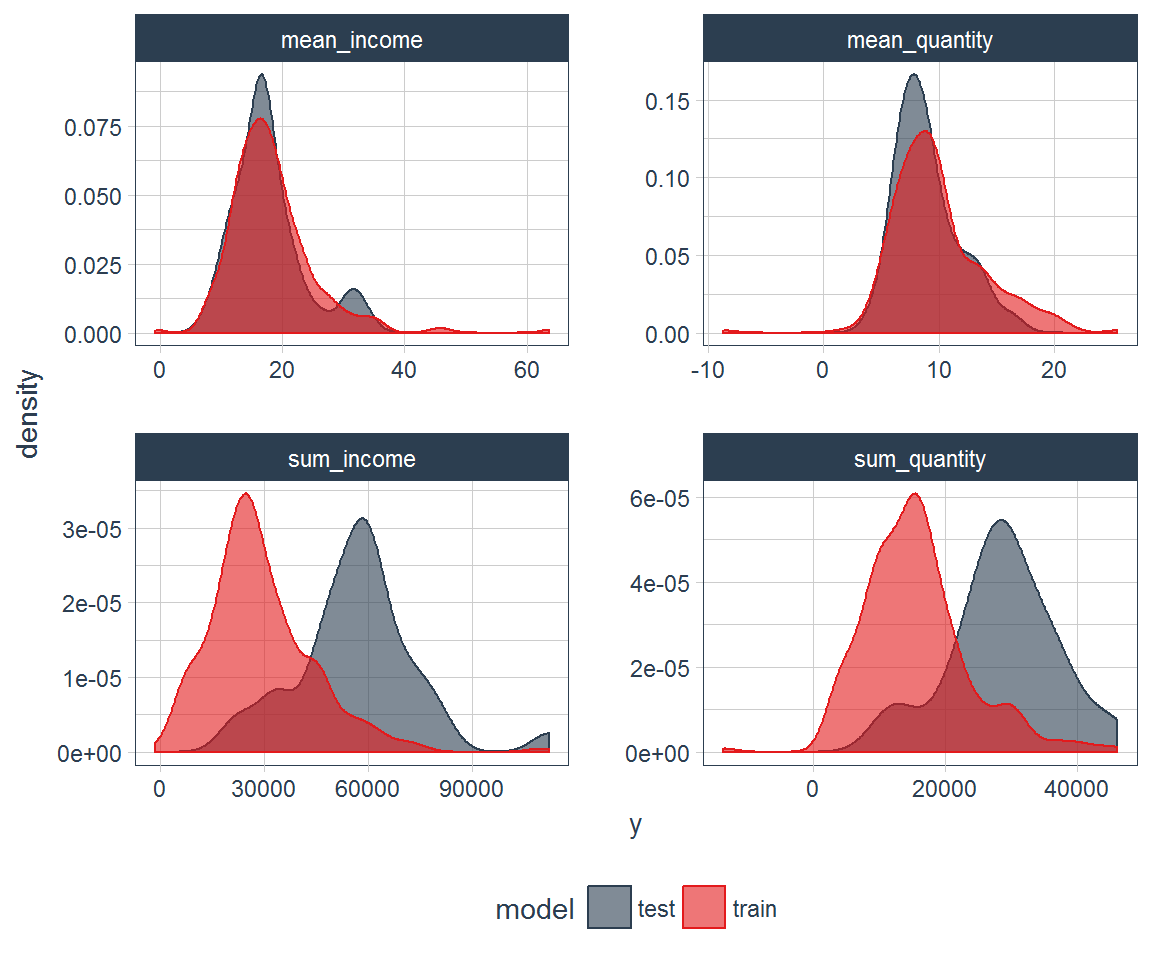 mean_income
mean_quantity
0.075
0.050
0.025
0.000
0 20 40 60
0.15
0.10
0.05
0.00
-10 0 10 20
density
sum_income
sum_quantity
3e-05
2e-05
1e-05
0e+00
0 30000 60000 90000
6e-05
4e-05
2e-05
0e+00
0 20000 40000
y
model test train